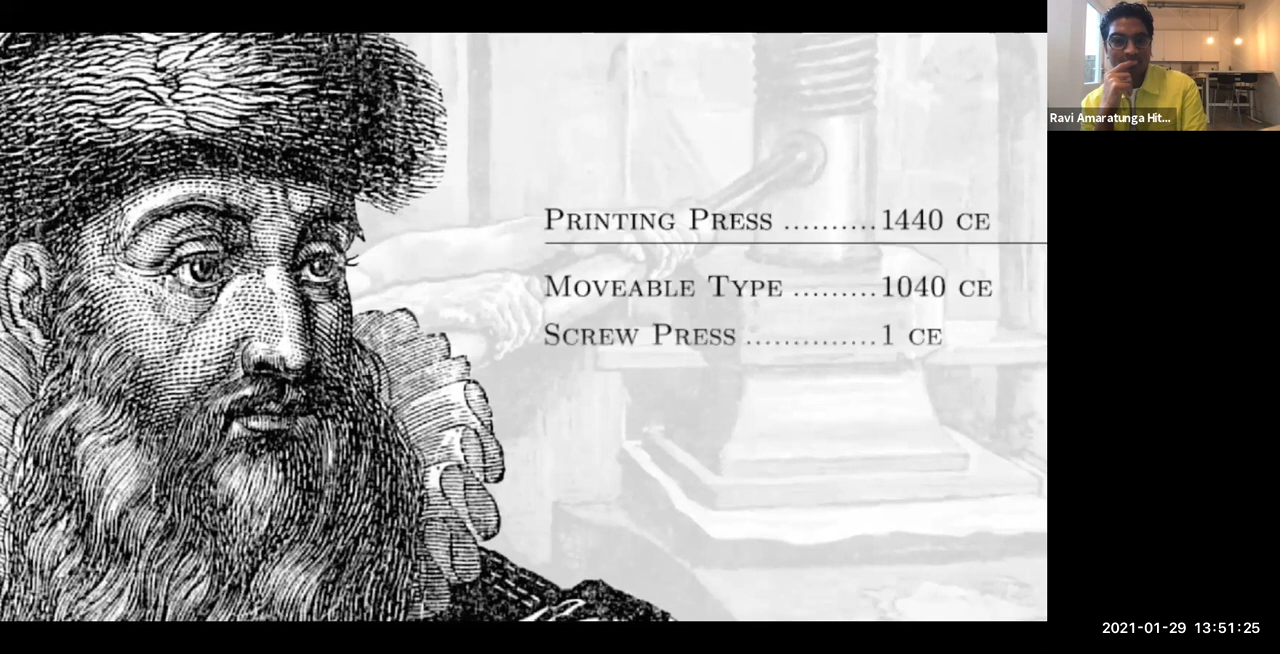 PRINTING PRESS ..........1440 CE
MOVEABLE TYPE .........1040 CE
SCREW PRESS ..............1 CE
Ravi Amaratunga Hit...
2021-01-29 13:51:25